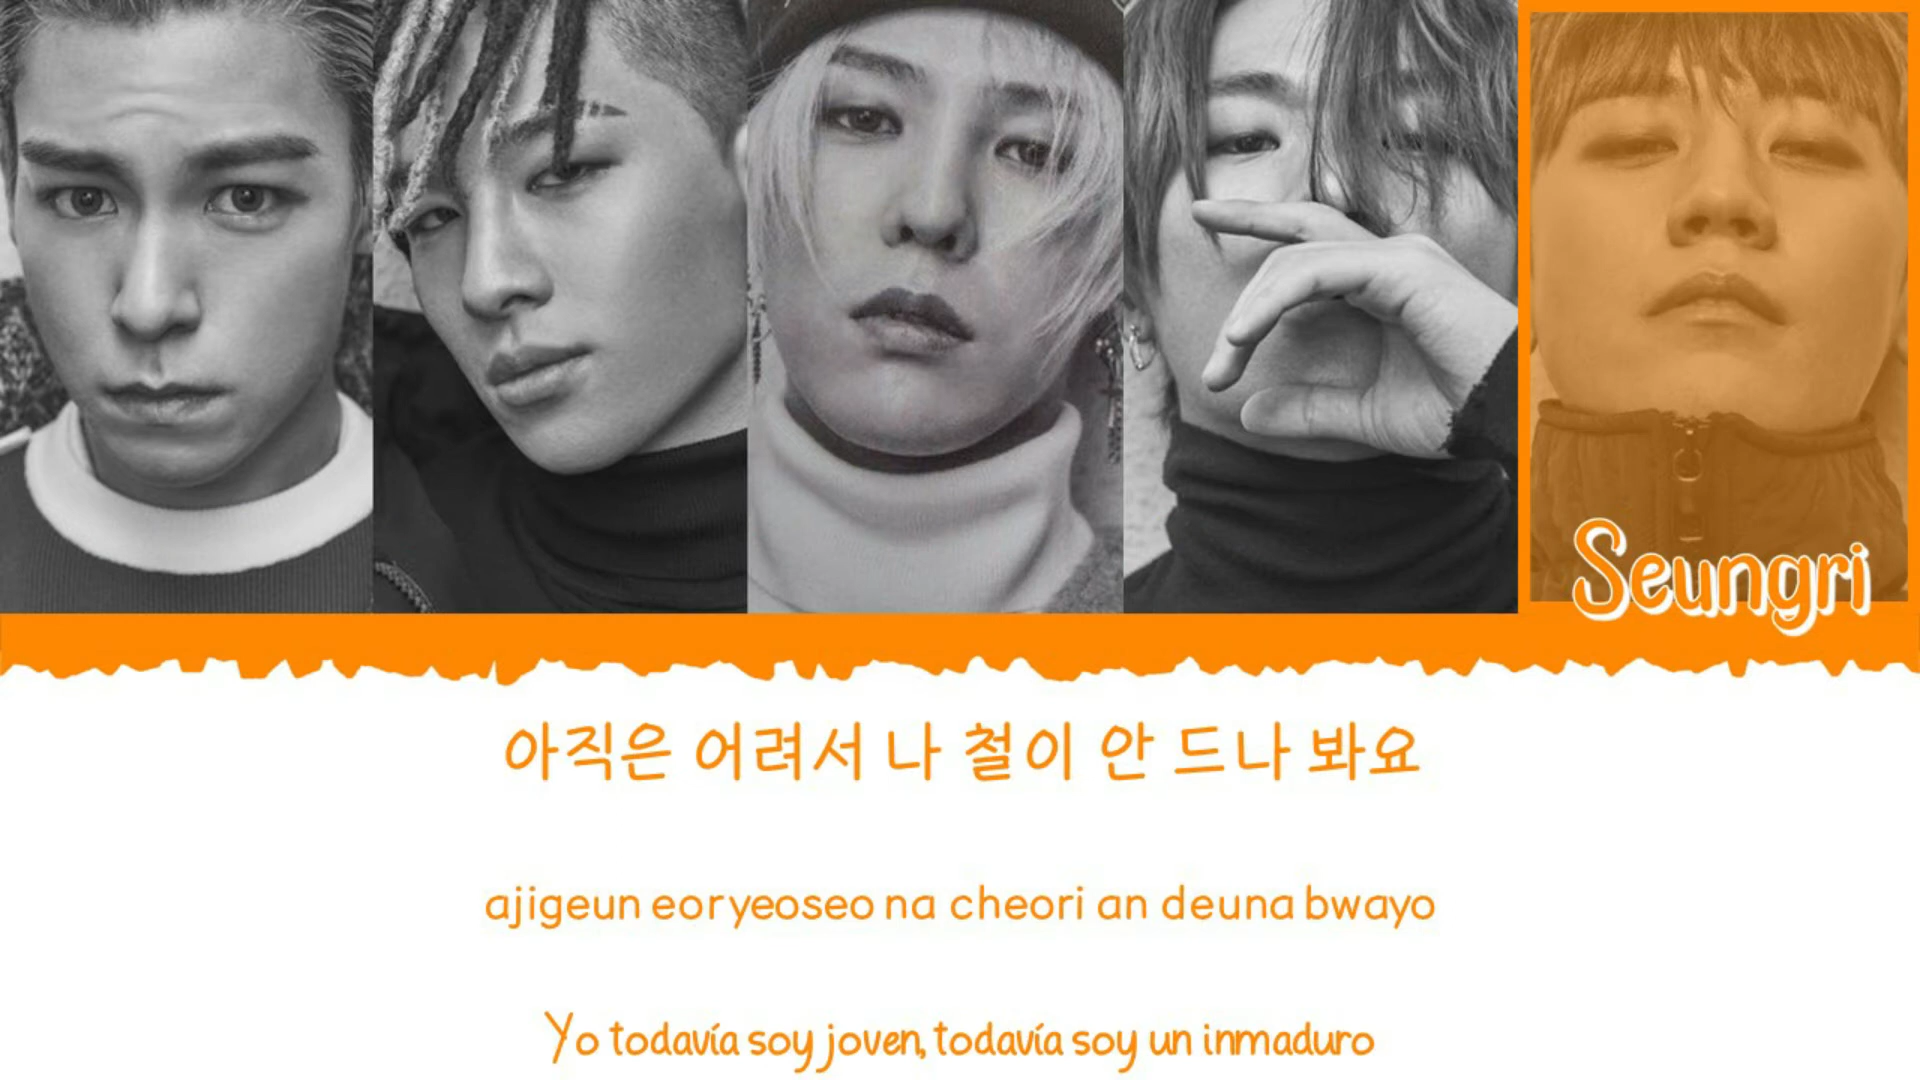 Seungri
아직은 어려서 나 철이 안 드나 봐요
ajigeun eoryeoseo na cheori an deuna bwayo
Yo todavía soy joven, todavía soy un inmaduro